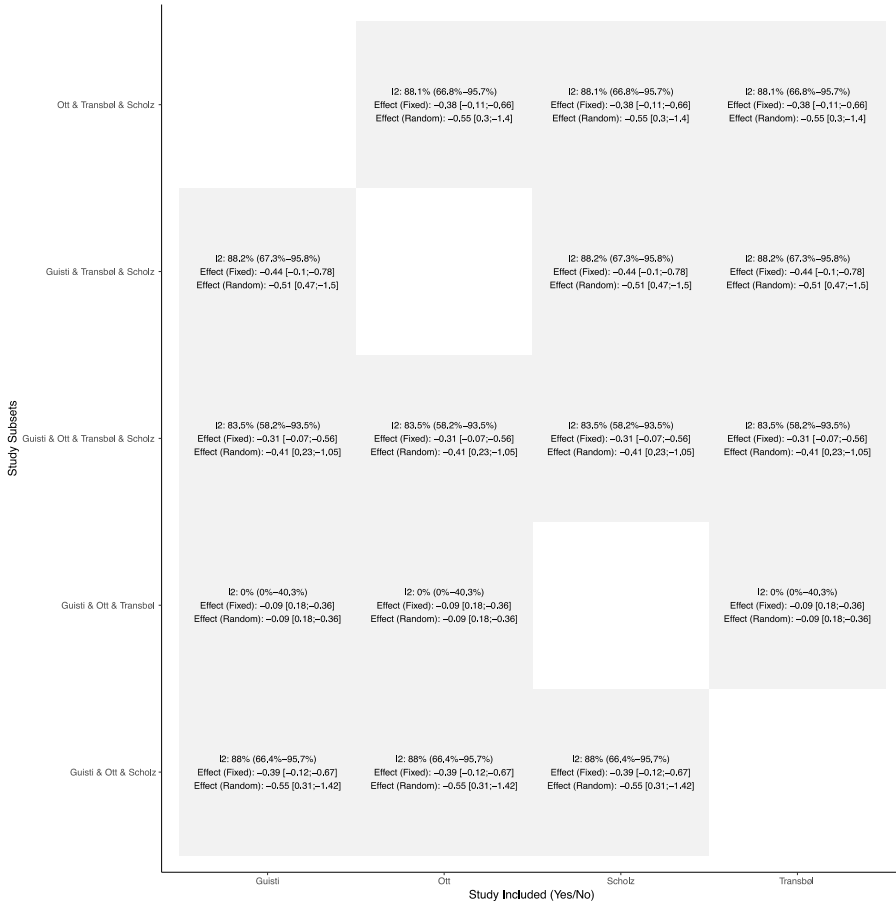 Study Subsets
Ott & Transbøl & Scholz
I2: 88.1% (66.8%−95.7%)
Effect (Fixed): −0.38 [−0.11;−0.66]
Effect (Random): −0.55 [0.3;−1.4]
I2: 88.1% (66.8%−95.7%)
Effect (Fixed): −0.38 [−0.11;−0.66]
Effect (Random): −0.55 [0.3;−1.4]
I2: 88.1% (66.8%−95.7%)
Effect (Fixed): −0.38 [−0.11;−0.66]
Effect (Random): −0.55 [0.3;−1.4]
Guisti & Transbøl & Scholz
I2: 88.2% (67.3%−95.8%)
Effect (Fixed): −0.44 [−0.1;−0.78]
Effect (Random): −0.51 [0.47;−1.5]
I2: 88.2% (67.3%−95.8%)
Effect (Fixed): −0.44 [−0.1;−0.78]
Effect (Random): −0.51 [0.47;−1.5]
I2: 88.2% (67.3%−95.8%)
Effect (Fixed): −0.44 [−0.1;−0.78]
Effect (Random): −0.51 [0.47;−1.5]
Guisti & Ott & Transbøl & Scholz
I2: 83.5% (58.2%−93.5%)
Effect (Fixed): −0.31 [−0.07;−0.56]
Effect (Random): −0.41 [0.23;−1.05]
I2: 83.5% (58.2%−93.5%)
Effect (Fixed): −0.31 [−0.07;−0.56]
Effect (Random): −0.41 [0.23;−1.05]
I2: 83.5% (58.2%−93.5%)
Effect (Fixed): −0.31 [−0.07;−0.56]
Effect (Random): −0.41 [0.23;−1.05]
I2: 83.5% (58.2%−93.5%)
Effect (Fixed): −0.31 [−0.07;−0.56]
Effect (Random): −0.41 [0.23;−1.05]
Guisti & Ott & Transbøl
I2: 0% (0%−40.3%)
Effect (Fixed): −0.09 [0.18;−0.36]
Effect (Random): −0.09 [0.18;−0.36]
I2: 0% (0%−40.3%)
Effect (Fixed): −0.09 [0.18;−0.36]
Effect (Random): −0.09 [0.18;−0.36]
I2: 0% (0%−40.3%)
Effect (Fixed): −0.09 [0.18;−0.36]
Effect (Random): −0.09 [0.18;−0.36]
Guisti & Ott & Scholz
I2: 88% (66.4%−95.7%)
Effect (Fixed): −0.39 [−0.12;−0.67]
Effect (Random): −0.55 [0.31;−1.42]
I2: 88% (66.4%−95.7%)
Effect (Fixed): −0.39 [−0.12;−0.67]
Effect (Random): −0.55 [0.31;−1.42]
I2: 88% (66.4%−95.7%)
Effect (Fixed): −0.39 [−0.12;−0.67]
Effect (Random): −0.55 [0.31;−1.42]
Guisti
Ott
Scholz
Transbøl
Study Included (Yes/No)